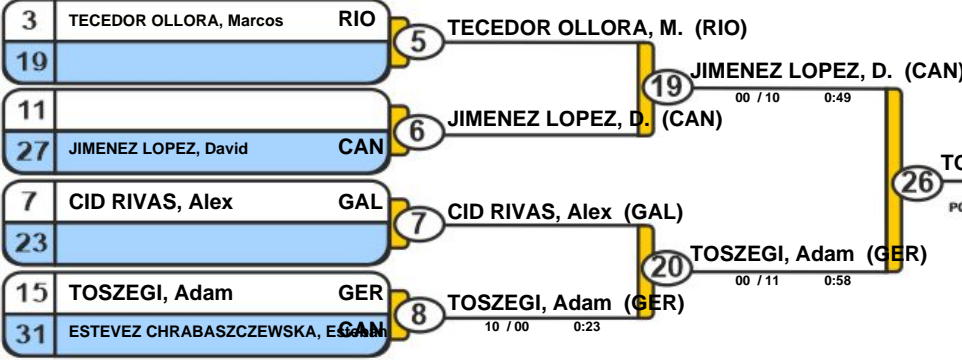 3 TECEDOR OLLORA, Marcos RIO
19
11
27 JIMENEZ LOPEZ, David CAN
7 CID RIVAS, Alex GAL
23
15 TOSZEGI, Adam GER
31 ESTEVEZ CHRABASZCZEWSKA, Esteban CAN
5 TECEDOR OLLORA, M. (RIO)
6 JIMENEZ LOPEZ, D. (CAN)
7 CID RIVAS, Alex (GAL)
8 TOSZEGI, Adam (GER)
10 / 00 0:23
19 JIMENEZ LOPEZ, D. (CAN)
00 / 10 0:49
20 TOSZEGI, Adam (GER)
00 / 11 0:58
26 TO
PO